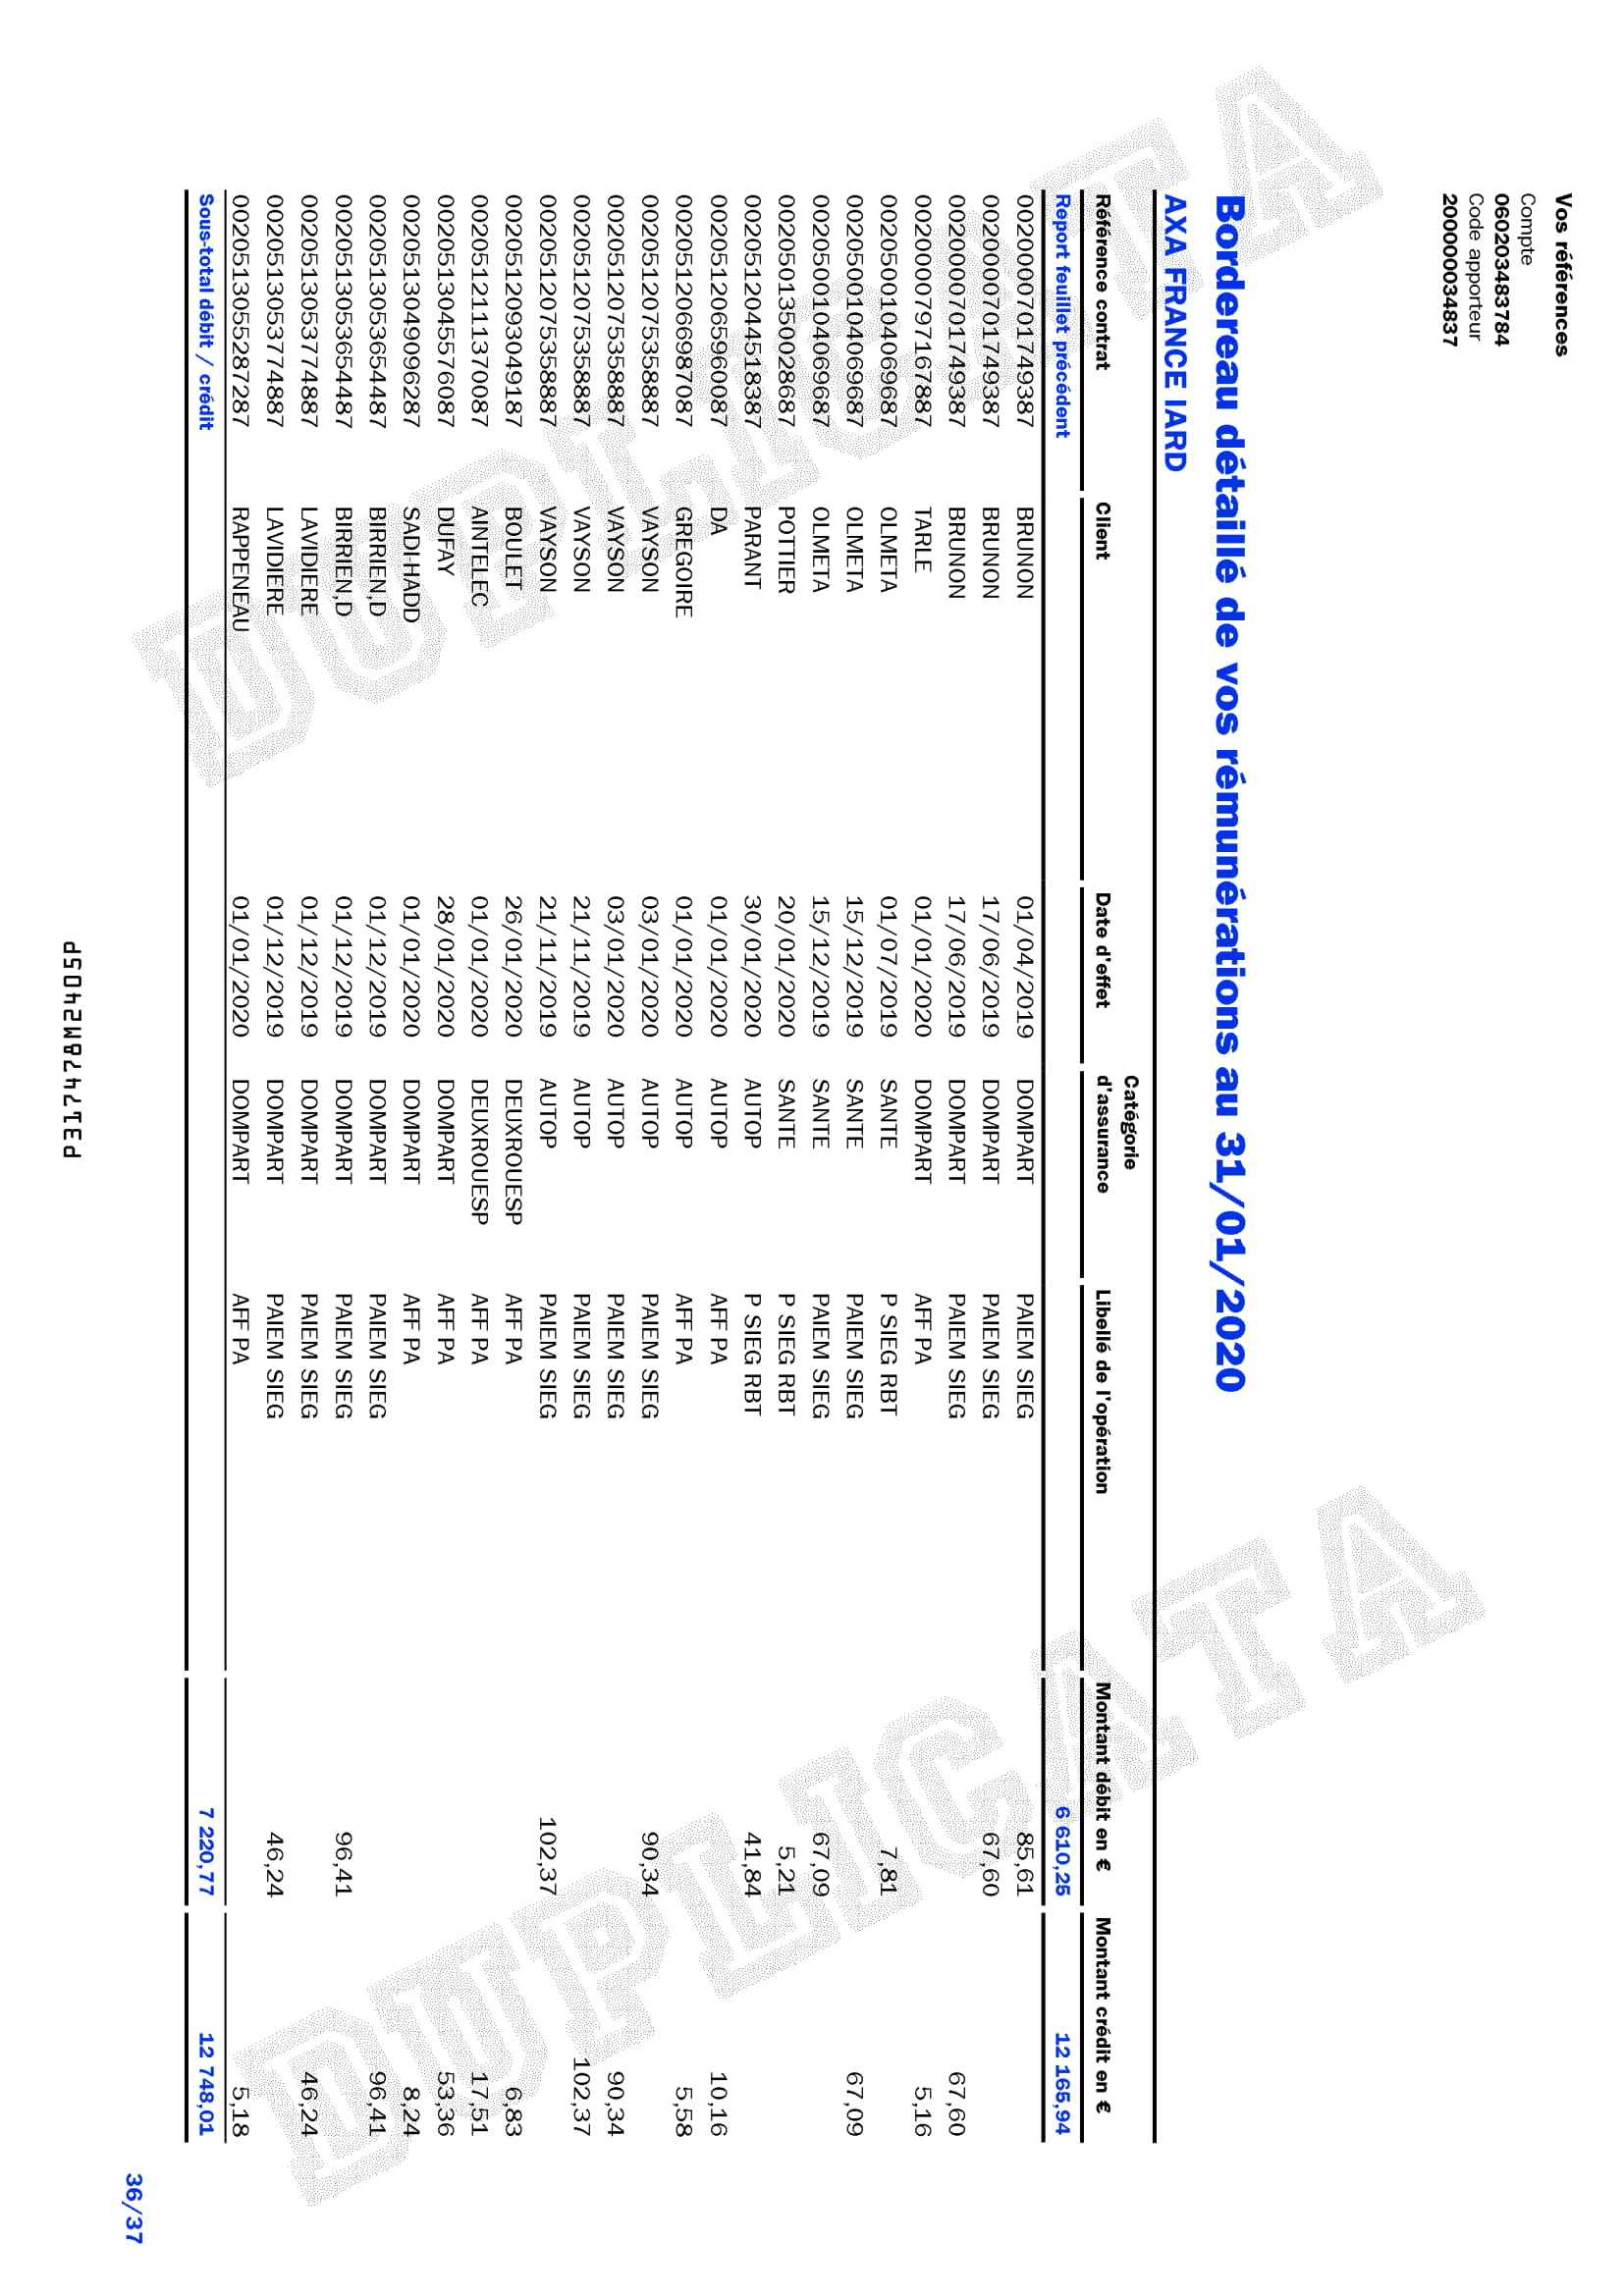 Vos références
Compte
060203483784
Code apporteur
200000034837
Bordereau détaillé de vos rémunérations au 31/01/2020
AXA FRANCE IARD
Référence contrat Client Date d'effet Catégorie d'assurance Libellé de l'opération Montant débit en € Montant crédit en €
Report feuillet précédent 6 610,25 12 165,94
0020000701749387 BRUNON 01/04/2019 DOMPART PAIEM SIEG 85,61
0020000701749387 BRUNON 17/06/2019 DOMPART PAIEM SIEG 67,60
0020000701749387 BRUNON 17/06/2019 DOMPART PAIEM SIEG 67,60
0020000797167887 TARLE 01/01/2020 DOMPART AFF PA 5,16
0020500104069687 OLMETA 01/07/2019 SANTE P SIEG RBT 7,81
0020500104069687 OLMETA 15/12/2019 SANTE PAIEM SIEG 67,09
0020500104069687 OLMETA 15/12/2019 SANTE PAIEM SIEG 67,09
0020501350028687 POTTIER 20/01/2020 SANTE P SIEG RBT 5,21
0020512044518387 PARANT 30/01/2020 AUTOP P SIEG RBT 41,84
0020512065960087 DA 01/01/2020 AUTOP AFF PA 10,16
0020512066987087 GREGOIRE 01/01/2020 AUTOP AFF PA 5,58
0020512075358887 VAYSON 03/01/2020 AUTOP PAIEM SIEG 90,34
0020512075358887 VAYSON 03/01/2020 AUTOP PAIEM SIEG 90,34
0020512075358887 VAYSON 21/11/2019 AUTOP PAIEM SIEG 102,37
0020512075358887 VAYSON 21/11/2019 AUTOP PAIEM SIEG 102,37
0020512093049187 BOULET 26/01/2020 DEUXROUESP AFF PA 6,83
0020512111370087 AINTELEC 01/01/2020 DEUXROUESP AFF PA 17,51
0020513045576087 DUFAY 28/01/2020 DOMPART AFF PA 53,36
0020513049096287 SADI-HADD 01/01/2020 DOMPART AFF PA 8,24
0020513053654487 BIRRIEN,D 01/12/2019 DOMPART PAIEM SIEG 96,41
0020513053654487 BIRRIEN,D 01/12/2019 DOMPART PAIEM SIEG 96,41
0020513053774887 LAVIDIERE 01/12/2019 DOMPART PAIEM SIEG 46,24
0020513053774887 LAVIDIERE 01/12/2019 DOMPART PAIEM SIEG 46,24
0020513055287287 RAPPENEAU 01/01/2020 DOMPART AFF PA 5,18
Sous-total débit / crédit 7 220,77 12 748,01
36/37
P317478M2405P
DUPLICATA
DUPLICATA